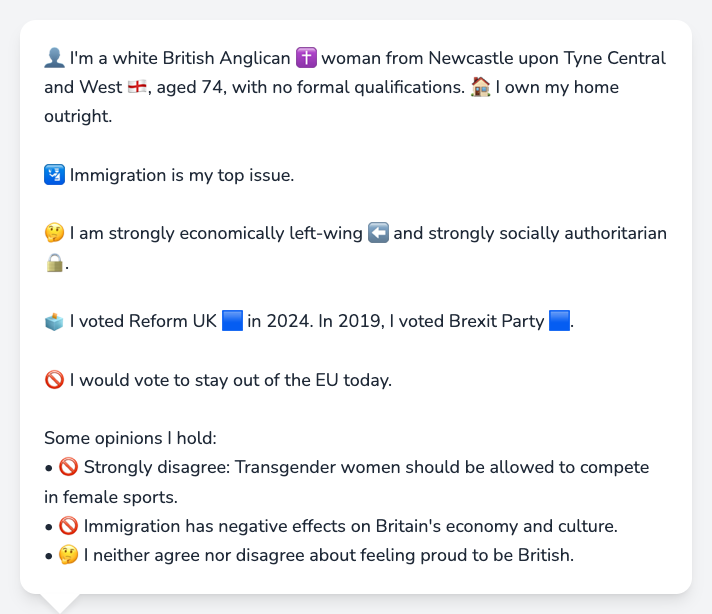 👤 I'm a white British Anglican ✝️ woman from Newcastle upon Tyne Central
and West 🏴󠁧󠁢󠁥󠁮󠁧󠁿, aged 74, with no formal qualifications. 🏠 I own my home
outright.
🛂 Immigration is my top issue.
🤔 I am strongly economically left-wing ⬅️ and strongly socially authoritarian
🔒.
🗳️ I voted Reform UK 🟦 in 2024. In 2019, I voted Brexit Party 🟦.
🚫 I would vote to stay out of the EU today.
Some opinions I hold:
• 🚫 Strongly disagree: Transgender women should be allowed to compete
in female sports.
• 🚫 Immigration has negative effects on Britain's economy and culture.
• 🤔 I neither agree nor disagree about feeling proud to be British.